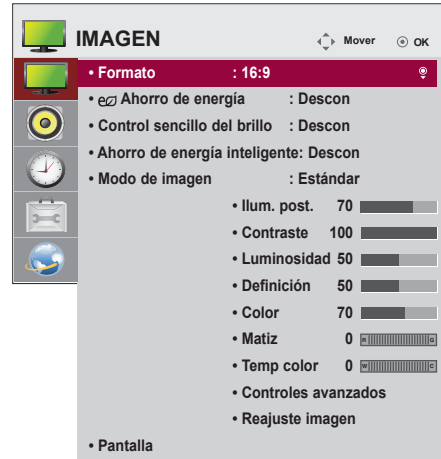 IMAGEN Mover OK
• Formato : 16:9
• Ahorro de energía : Descon
• Control sencillo del brillo : Descon
• Ahorro de energía inteligente: Descon
• Modo de imagen : Estándar
• Ilum. post. 70
• Contraste 100
• Luminosidad 50
• Definición 50
• Color 70
• Matiz 0 R G
• Temp color 0 W C
• Controles avanzados
• Reajuste imagen
• Pantalla